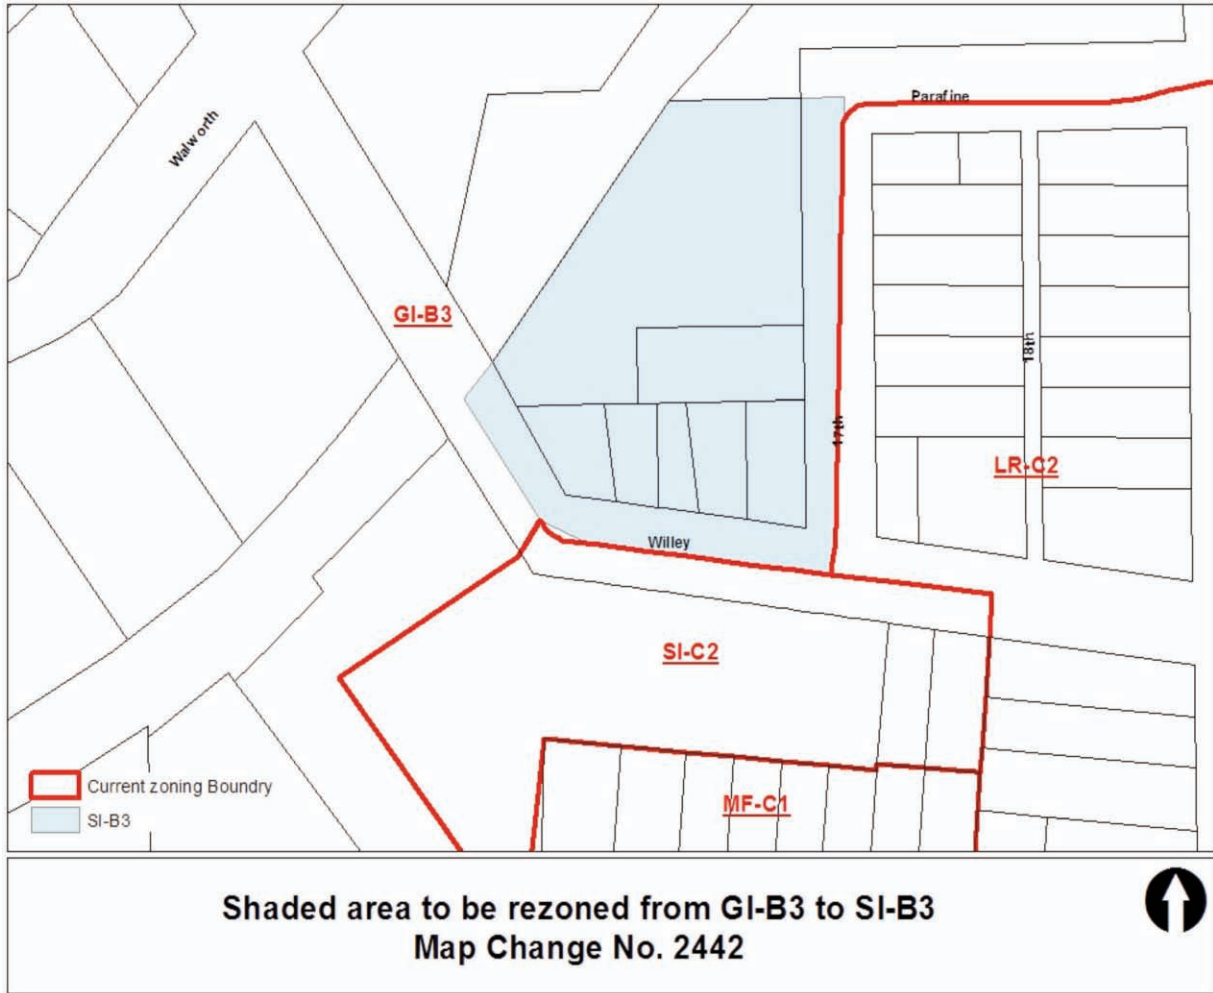 Parafine
Walworth
GI-B3
18th
17th
LR-C2
Willey
SI-C2
Current zoning Boundry
MF-C1
SI-B3
Shaded area to be rezoned from GI-B3 to SI-B3
Map Change No. 2442